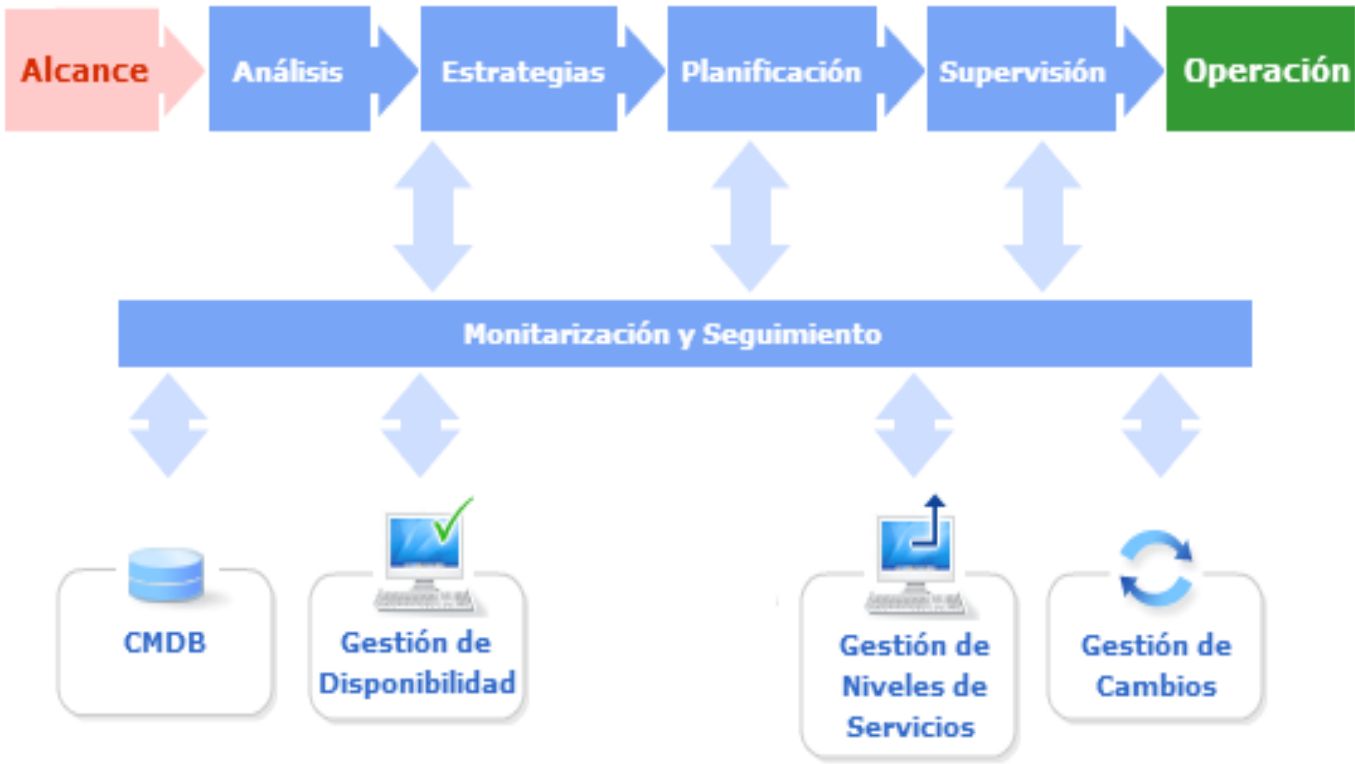 Alcance
Análisis
Estrategias
Planificación
Supervisión
Operación
Monitarización y Seguimiento
CMDB
Gestión de
Disponibilidad
Gestión de
Niveles de
Servicios
Gestión de
Cambios